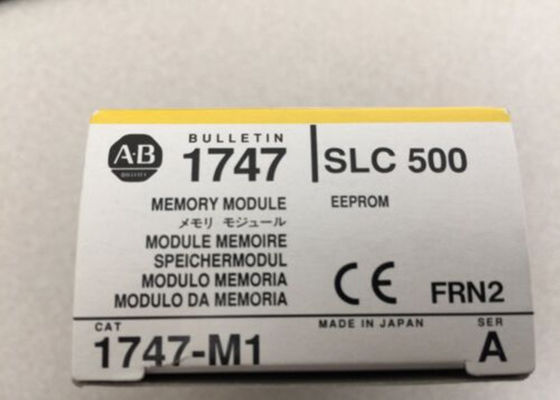 A·B
QUALITY
BULLETIN
1747
SLC 500
MEMORY MODULE
メモリ モジュール
MODULE MEMOIRE
SPEICHERMODUL
MODULO MEMORIA
MODULO DA MEMORIA
EEPROM
CE FRN2
CAT
1747-M1
MADE IN JAPAN
SER
A